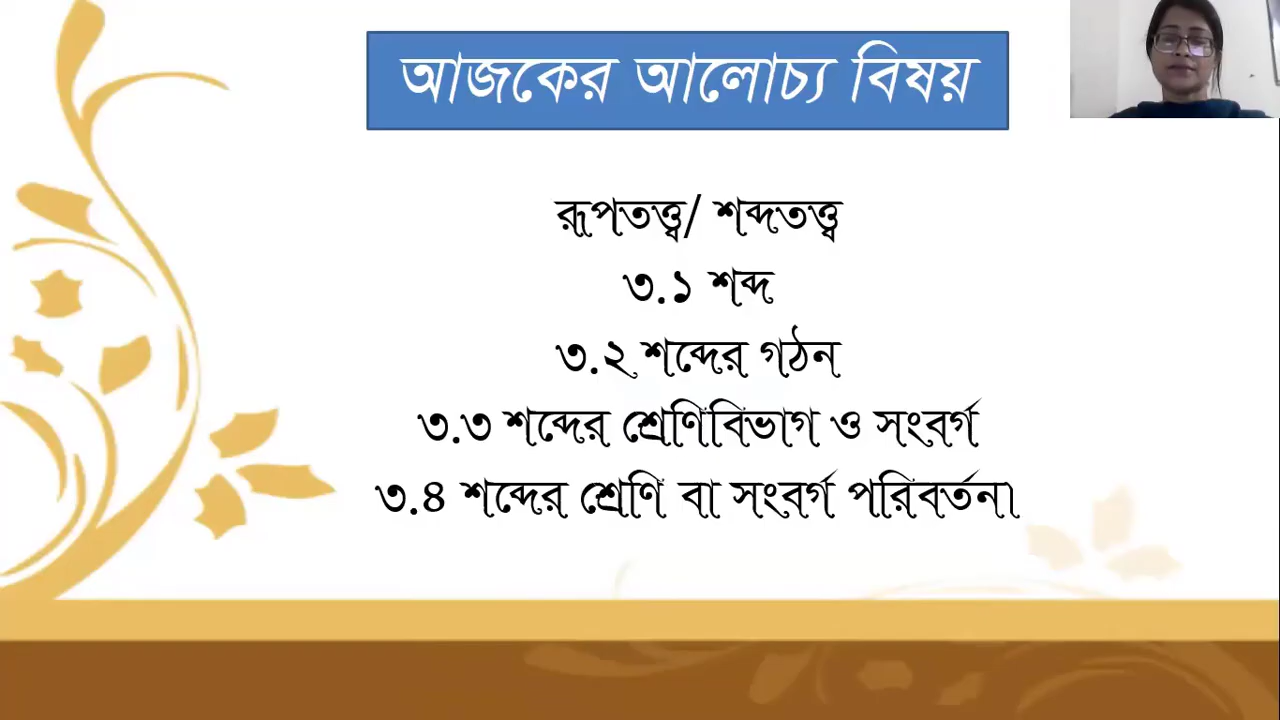 আজকের আলোচ্য বিষয়
রূপতত্ত্ব/ শব্দতত্ত্ব
৩.১ শব্দ
৩.২ শব্দের গঠন
৩.৩ শব্দের শ্রেণিবিভাগ ও সংবর্গ
৩.৪ শব্দের শ্রেণি বা সংবর্গ পরিবর্তন।